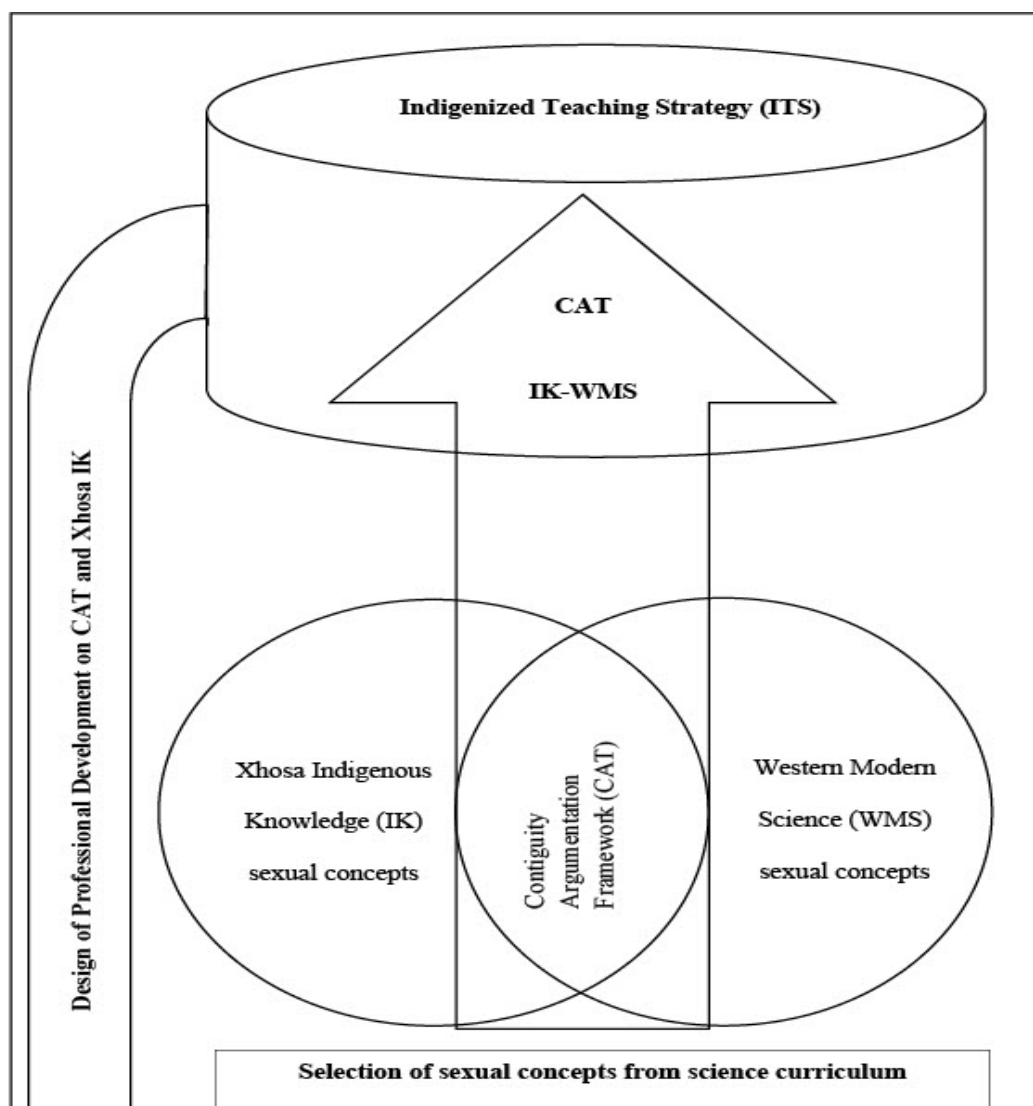 Indigenized Teaching Strategy (ITS)
CAT
IK-WMS
Design of Professional Development on CAT and Xhosa IK
Xhosa Indigenous
Knowledge (IK)
sexual concepts
Contiguity
Argumentation
Framework (CAT)
Western Modern
Science (WMS)
sexual concepts
Selection of sexual concepts from science curriculum